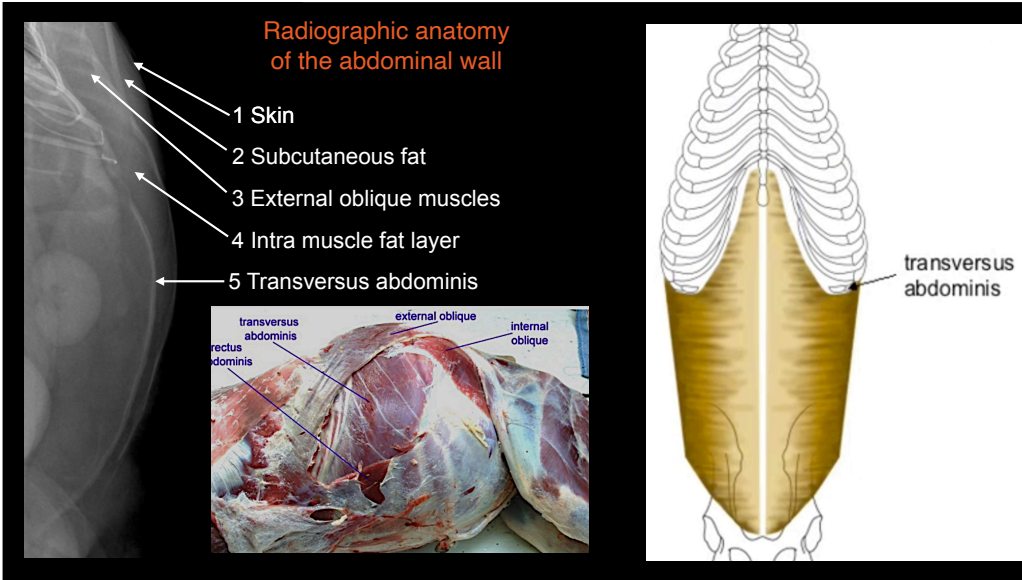 Radiographic anatomy
of the abdominal wall
1 Skin
2 Subcutaneous fat
3 External oblique muscles
4 Intra muscle fat layer
5 Transversus abdominis
external oblique
transversus
abdominis
internal
oblique
rectus
bdominis
transversus
abdominis